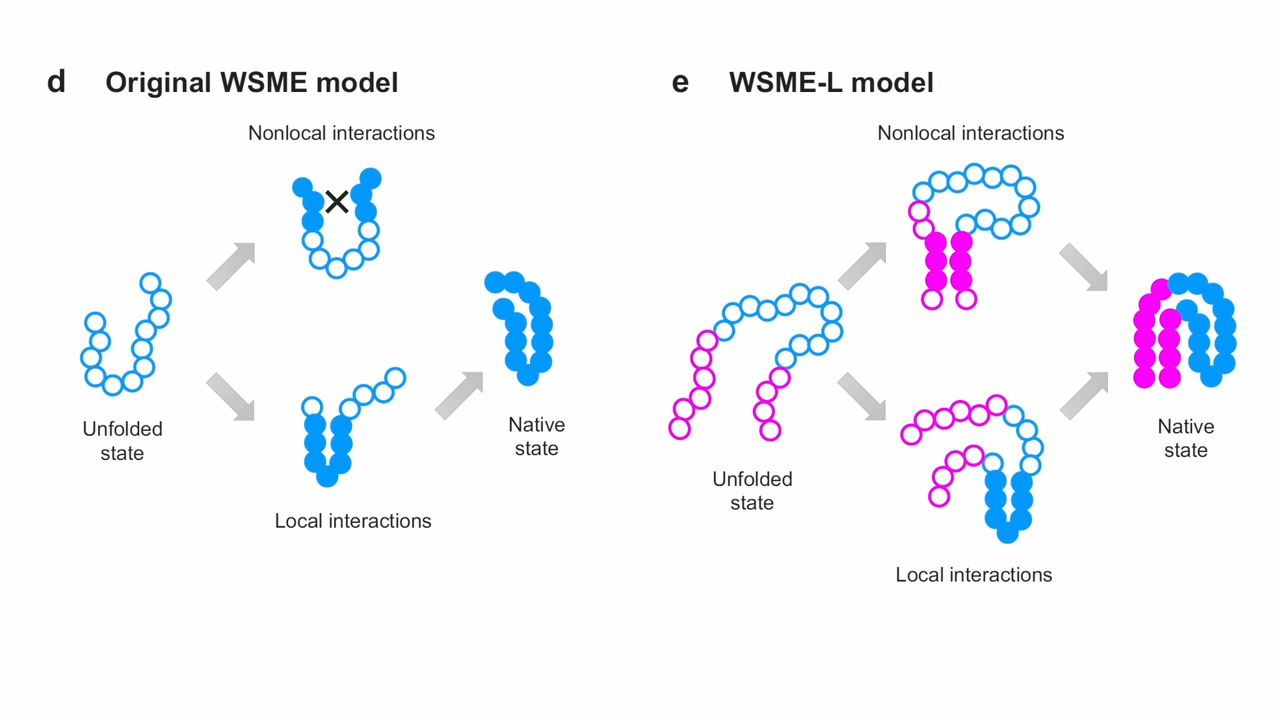 d Original WSME model
Nonlocal interactions
Unfolded
state
Local interactions
Native
state
e WSME-L model
Nonlocal interactions
Unfolded
state
Local interactions
Native
state